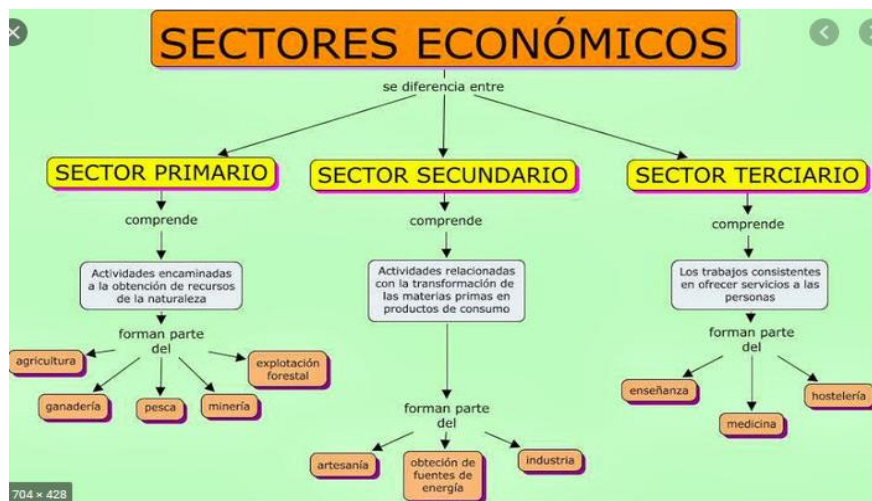 SECTORES ECONÓMICOS
se diferencia entre
SECTOR PRIMARIO
comprende
Actividades encaminadas
a la obtención de recursos
de la naturaleza
forman parte
del
agricultura
ganadería
pesca
minería
explotación
forestal
SECTOR SECUNDARIO
comprende
Actividades relacionadas
con la transformación de
las materias primas en
productos de consumo
forman parte
del
artesanía
obteción de
fuentes de
energía
industria
SECTOR TERCIARIO
comprende
Los trabajos consistentes
en ofrecer servicios a las
personas
forman parte
del
enseñanza
medicina
hostelería
704 × 428